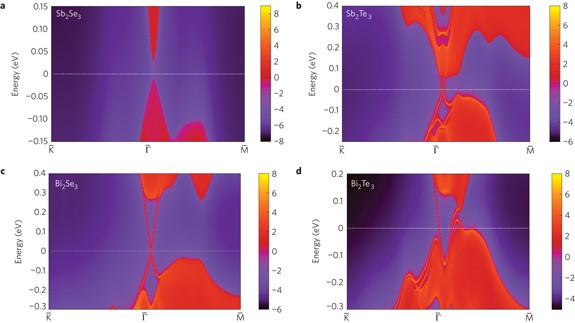 a
Sb₂Se₃
Energy (eV)
0.15
0.10
0.05
0
−0.05
−0.10
−0.15
K̅
Γ̅
M̅
8
6
4
2
0
−2
−4
−6
−8
b
Sb₂Te₃
Energy (eV)
0.4
0.3
0.2
0.1
0
−0.1
−0.2
K̅
Γ̅
M̅
8
6
4
2
0
−2
−4
−6
c
Bi₂Se₃
Energy (eV)
0.4
0.3
0.2
0.1
0
−0.1
−0.2
−0.3
K̅
Γ̅
M̅
8
6
4
2
0
−2
−4
−6
d
Bi₂Te₃
Energy (eV)
0.2
0.1
0
−0.1
−0.2
−0.3
K̅
Γ̅
M̅
8
6
4
2
0
−2
−4